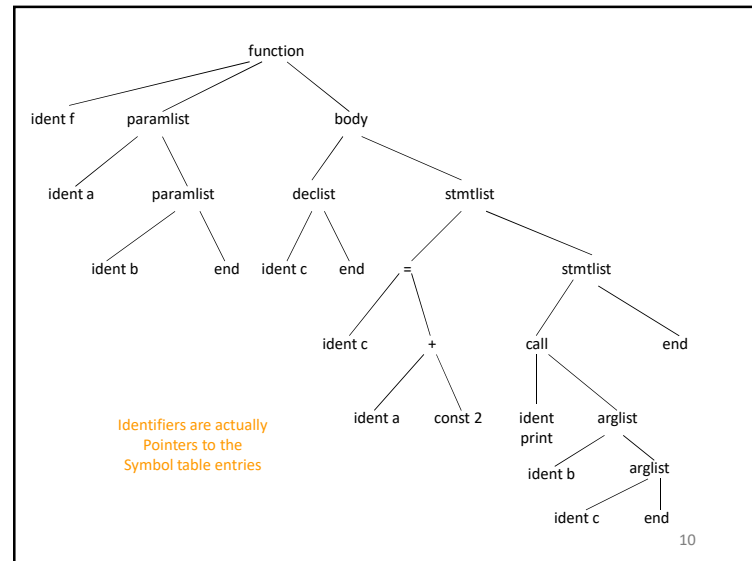 function
ident f paramlist body
ident a paramlist declist stmtlist
ident b end ident c end = stmtlist
ident c + call end
ident a const 2 ident arglist
print
Identifiers are actually
Pointers to the
Symbol table entries
ident b arglist
ident c end
10